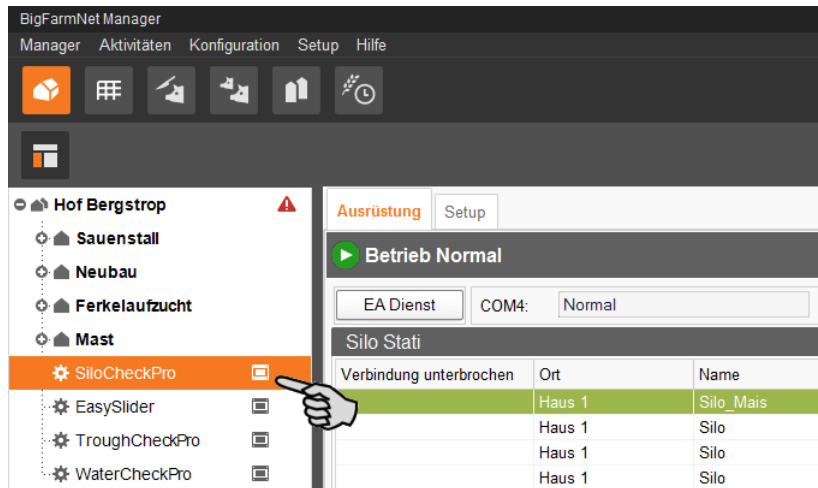 BigFarmNet Manager
Manager Aktivitäten Konfiguration Setup Hilfe
Hof Bergstrop
Sauenstall
Neubau
Ferkelaufzucht
Mast
SiloCheckPro
EasySlider
TroughCheckPro
WaterCheckPro
Ausrüstung Setup
Betrieb Normal
EA Dienst COM4: Normal
Silo Stati
Verbindung unterbrochen Ort Name
Haus 1 Silo_Mais
Haus 1 Silo
Haus 1 Silo
Haus 1 Silo